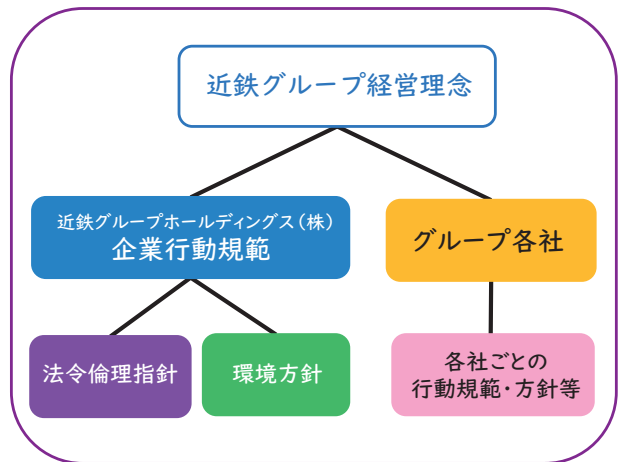 近鉄グループ経営理念
近鉄グループホールディングス(株)
企業行動規範
グループ各社
法令倫理指針
環境方針
各社ごとの
行動規範・方針等